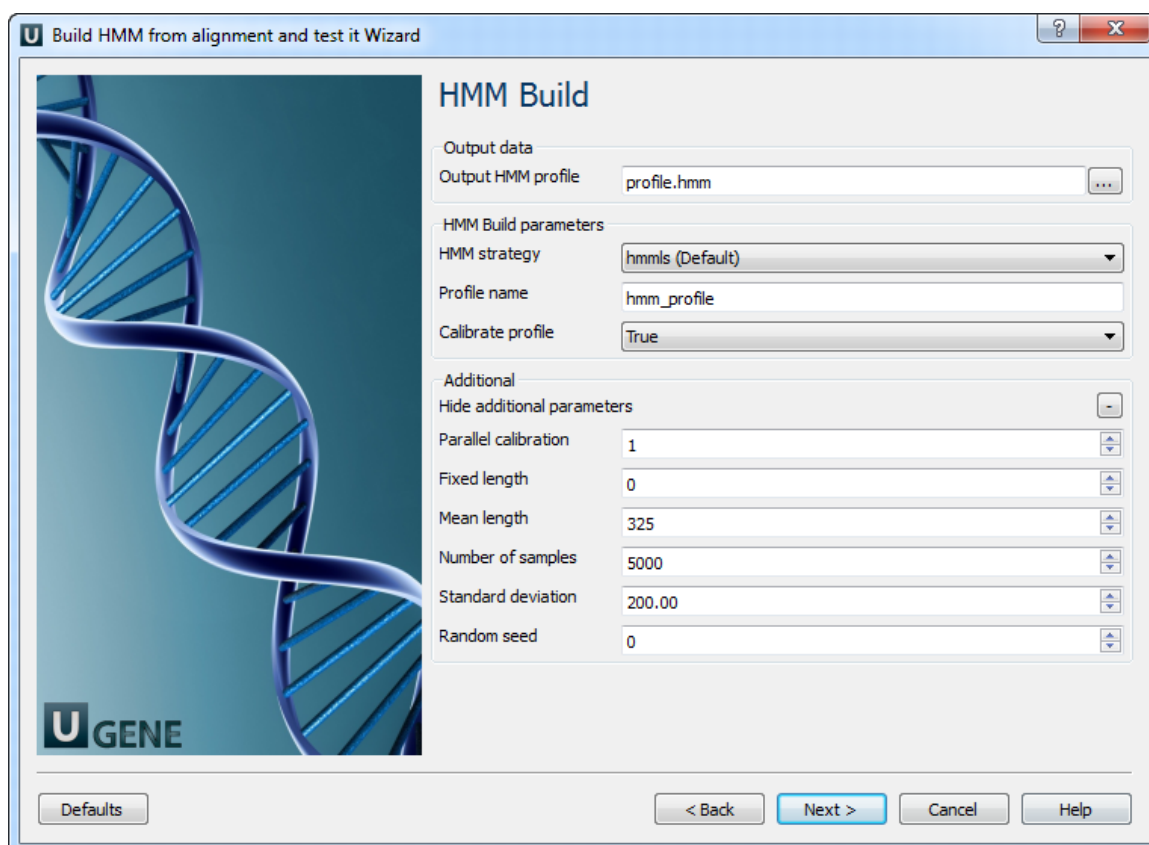 U Build HMM from alignment and test it Wizard
HMM Build
Output data
Output HMM profile profile.hmm ...
HMM Build parameters
HMM strategy hmmls (Default)
Profile name hmm_profile
Calibrate profile True
Additional
Hide additional parameters -
Parallel calibration 1
Fixed length 0
Mean length 325
Number of samples 5000
Standard deviation 200.00
Random seed 0
U GENE
Defaults < Back Next > Cancel Help